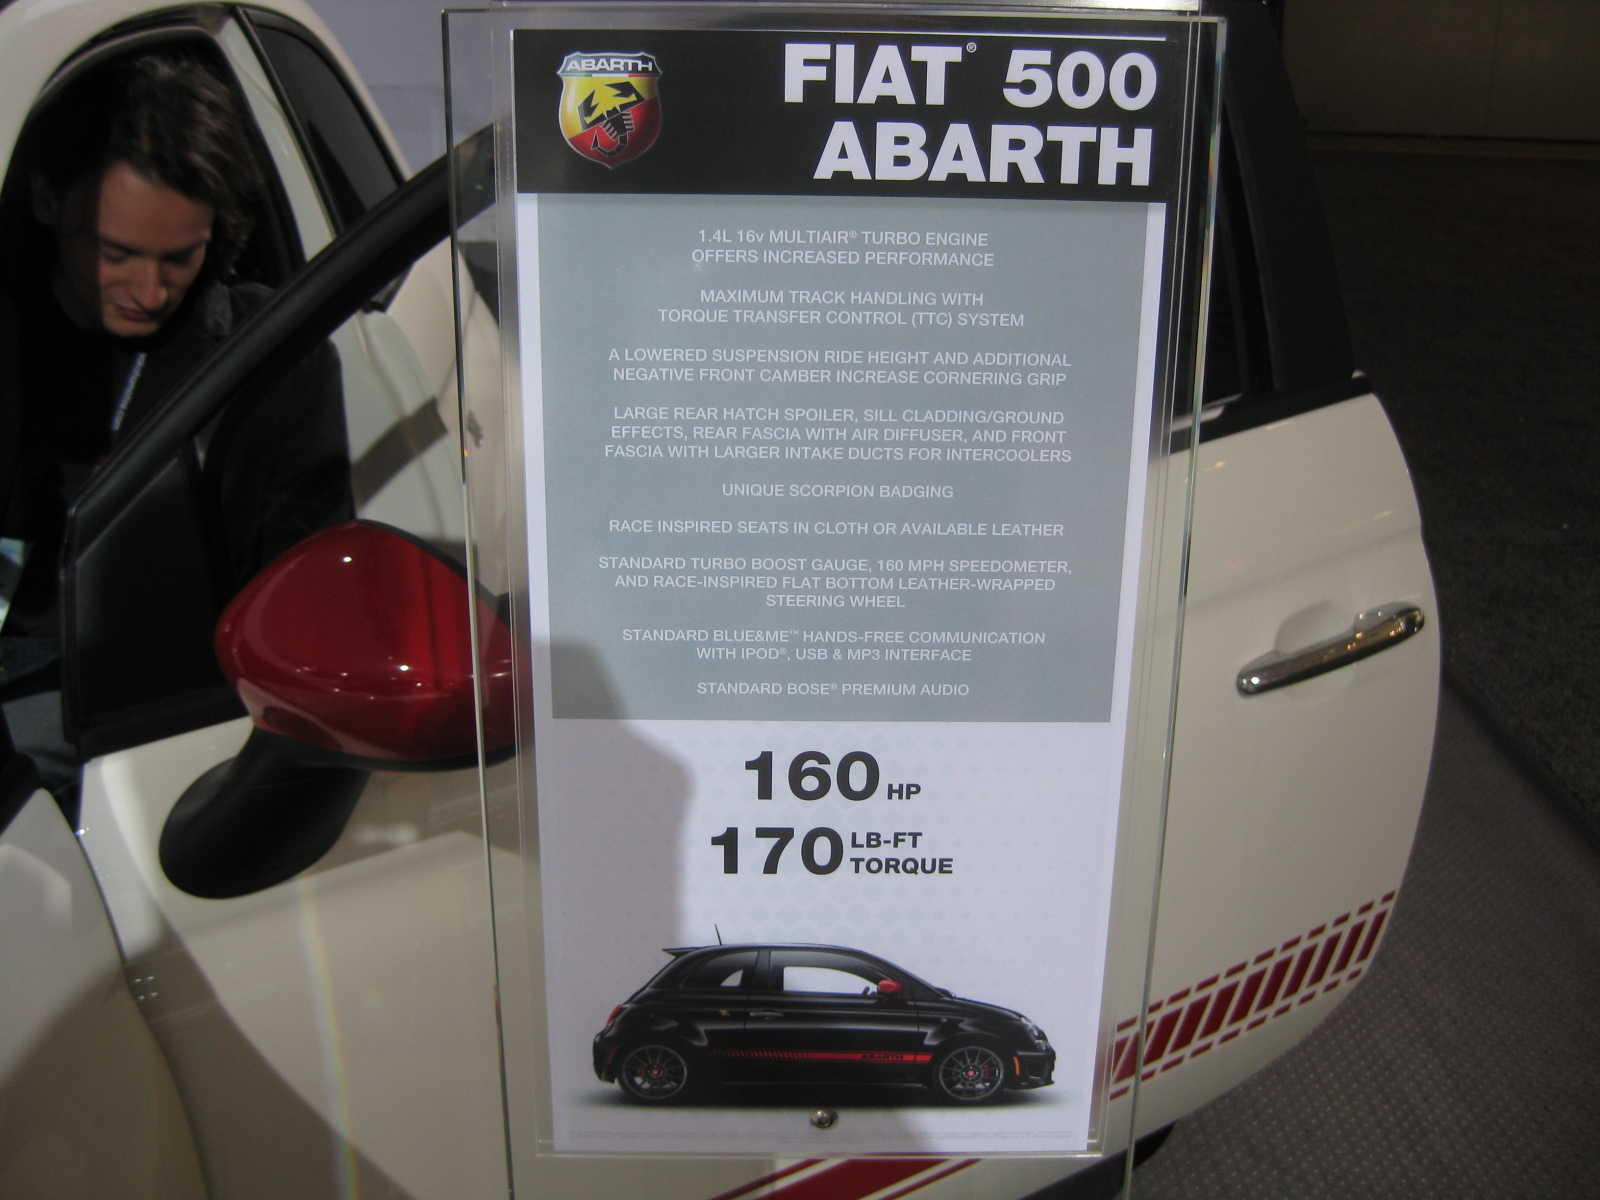 ABARTH
FIAT® 500
ABARTH
1.4L 16v MULTIAIR® TURBO ENGINE
OFFERS INCREASED PERFORMANCE
MAXIMUM TRACK HANDLING WITH
TORQUE TRANSFER CONTROL (TTC) SYSTEM
A LOWERED SUSPENSION RIDE HEIGHT AND ADDITIONAL
NEGATIVE FRONT CAMBER INCREASE CORNERING GRIP
LARGE REAR HATCH SPOILER, SILL CLADDING/GROUND
EFFECTS, REAR FASCIA WITH AIR DIFFUSER, AND FRONT
FASCIA WITH LARGER INTAKE DUCTS FOR INTERCOOLERS
UNIQUE SCORPION BADGING
RACE INSPIRED SEATS IN CLOTH OR AVAILABLE LEATHER
STANDARD TURBO BOOST GAUGE, 160 MPH SPEEDOMETER,
AND RACE-INSPIRED FLAT BOTTOM LEATHER-WRAPPED
STEERING WHEEL
STANDARD BLUE&ME™ HANDS-FREE COMMUNICATION
WITH IPOD®, USB & MP3 INTERFACE
STANDARD BOSE® PREMIUM AUDIO
160 HP
170 LB-FT
TORQUE
ABARTH